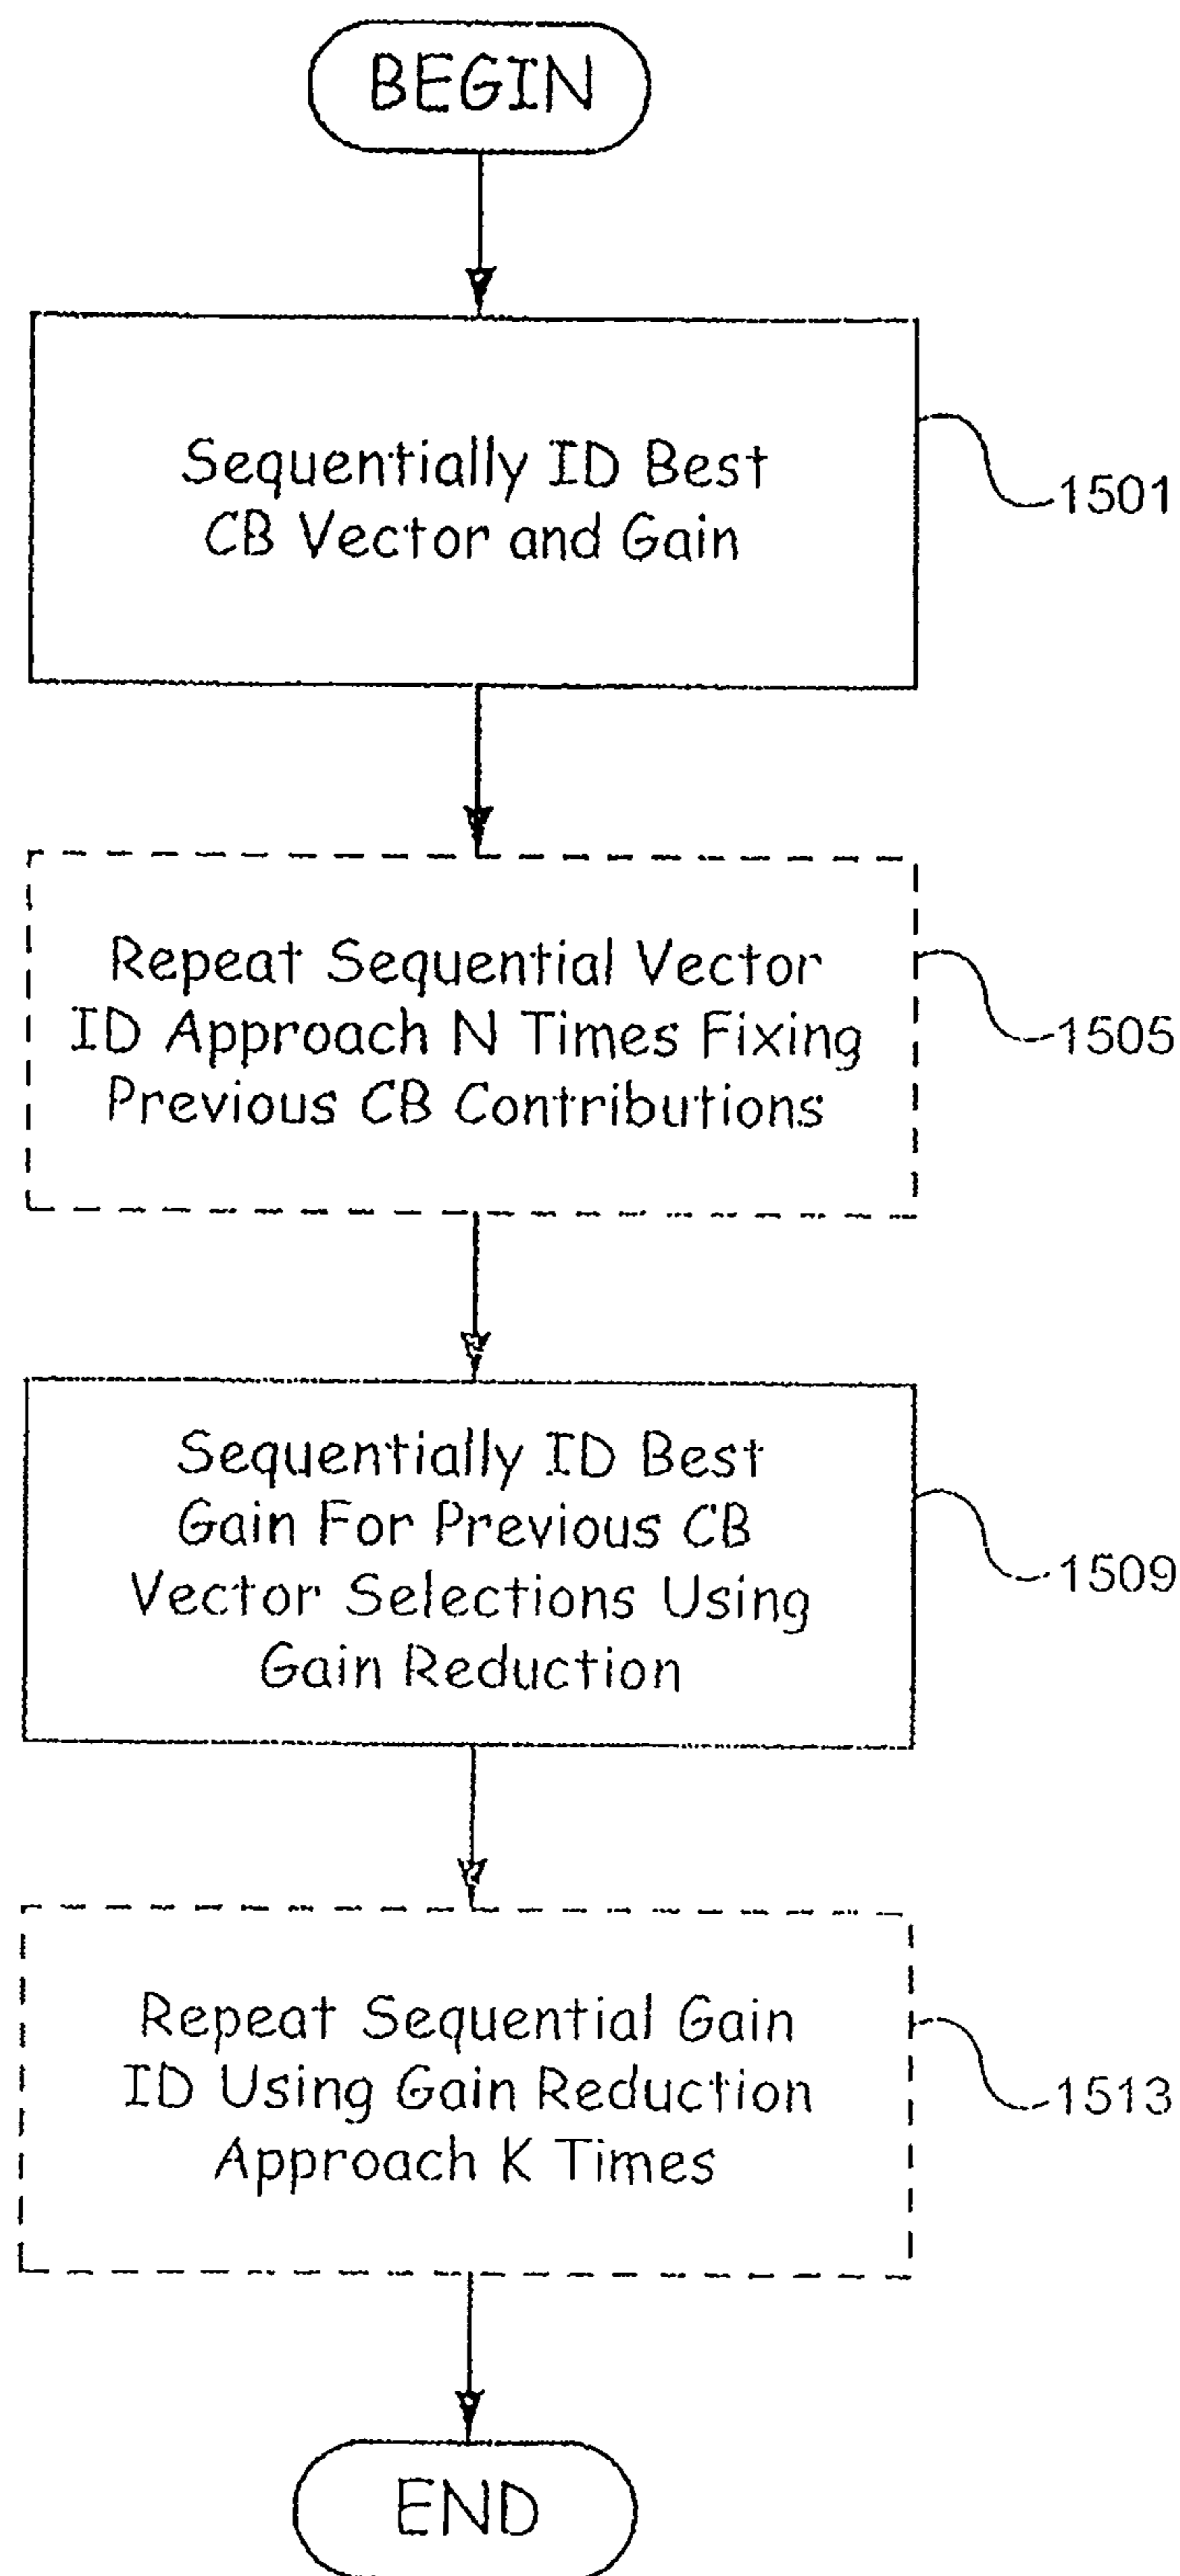 BEGIN
Sequentially ID Best
CB Vector and Gain
1501
Repeat Sequential Vector
ID Approach N Times Fixing
Previous CB Contributions
1505
Sequentially ID Best
Gain For Previous CB
Vector Selections Using
Gain Reduction
1509
Repeat Sequential Gain
ID Using Gain Reduction
Approach K Times
1513
END